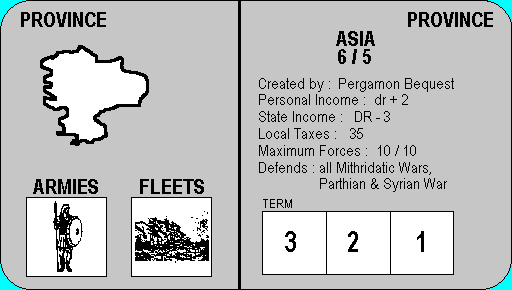 PROVINCE
ARMIES FLEETS
PROVINCE
ASIA
6 / 5
Created by : Pergamon Bequest
Personal Income : dr + 2
State Income : DR - 3
Local Taxes : 35
Maximum Forces : 10 / 10
Defends : all Mithridatic Wars,
Parthian & Syrian War
TERM
3 2 1